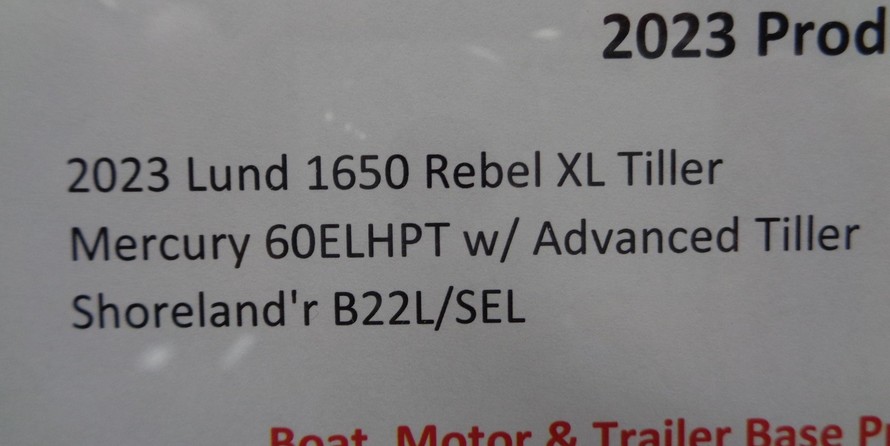 2023 Prod
2023 Lund 1650 Rebel XL Tiller
Mercury 60ELHPT w/ Advanced Tiller
Shoreland'r B22L/SEL
Boat, Motor & Trailer Base Pr